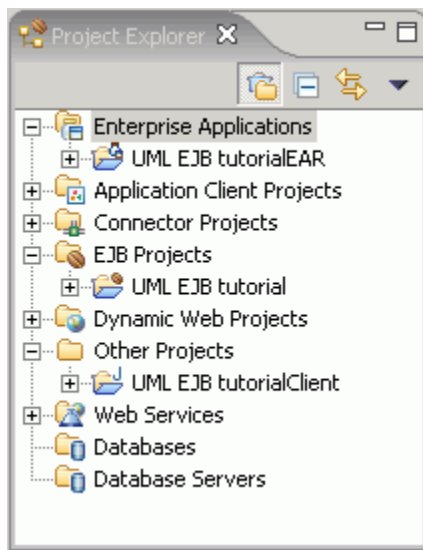 Project Explorer
Enterprise Applications
UML EJB tutorialEAR
Application Client Projects
Connector Projects
EJB Projects
UML EJB tutorial
Dynamic Web Projects
Other Projects
UML EJB tutorialClient
Web Services
Databases
Database Servers